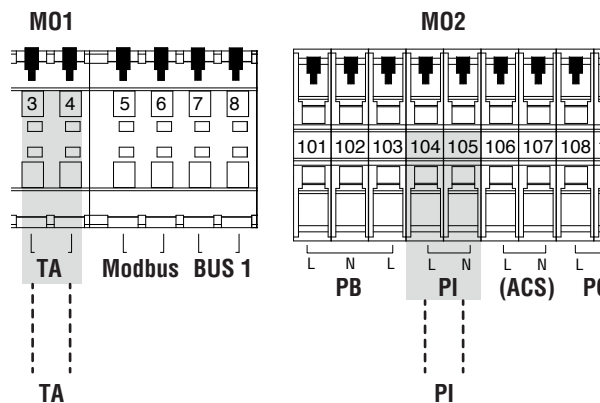 MO1 MO2
3 4 5 6 7 8 101 102 103 104 105 106 107 108
L N L L N L N L
TA Modbus BUS 1 PB PI (ACS)
TA PI